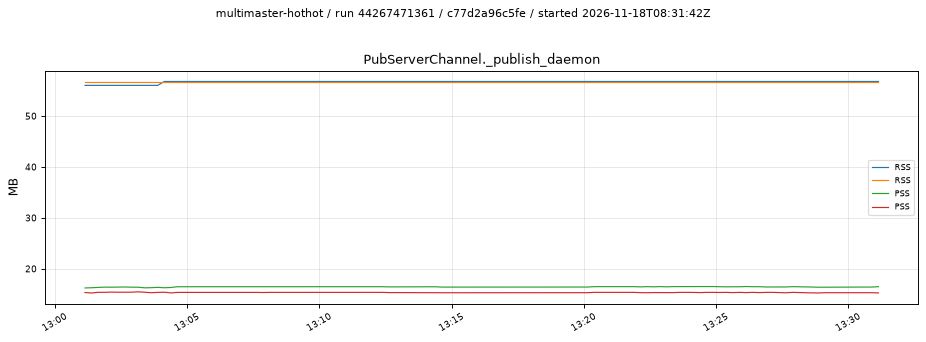 multimaster-hothot / run 44267471361 / c77d2a96c5fe / started 2026-11-18T08:31:42Z
PubServerChannel._publish_daemon
MB
50
40
30
20
RSS
RSS
PSS
PSS
13:00
13:05
13:10
13:15
13:20
13:25
13:30